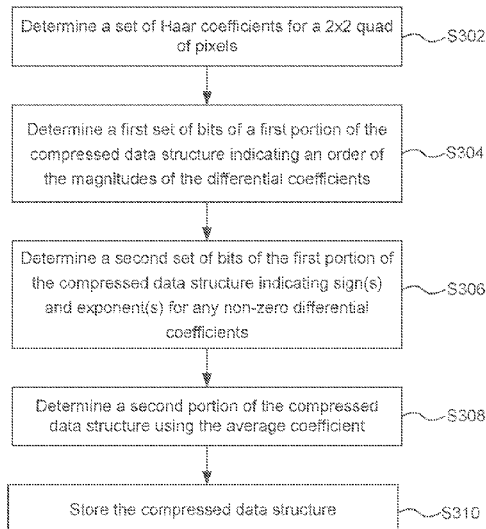 Determine a set of Haar coefficients for a 2x2 quad
of pixels
S302
Determine a first set of bits of a first portion of the
compressed data structure indicating an order of
the magnitudes of the differential coefficients
S304
Determine a second set of bits of the first portion of
the compressed data structure indicating sign(s)
and exponent(s) for any non-zero differential
coefficients
S306
Determine a second portion of the compressed
data structure using the average coefficient
S308
Store the compressed data structure
S310